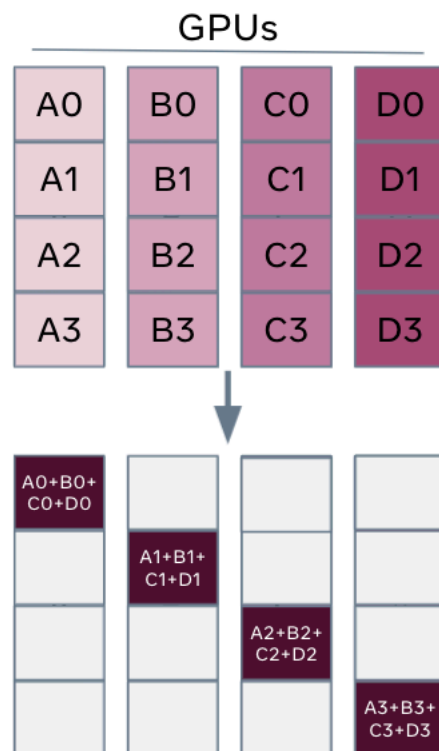 GPUs
A0 B0 C0 D0
A1 B1 C1 D1
A2 B2 C2 D2
A3 B3 C3 D3
A0+B0+
C0+D0
A1+B1+
C1+D1
A2+B2+
C2+D2
A3+B3+
C3+D3